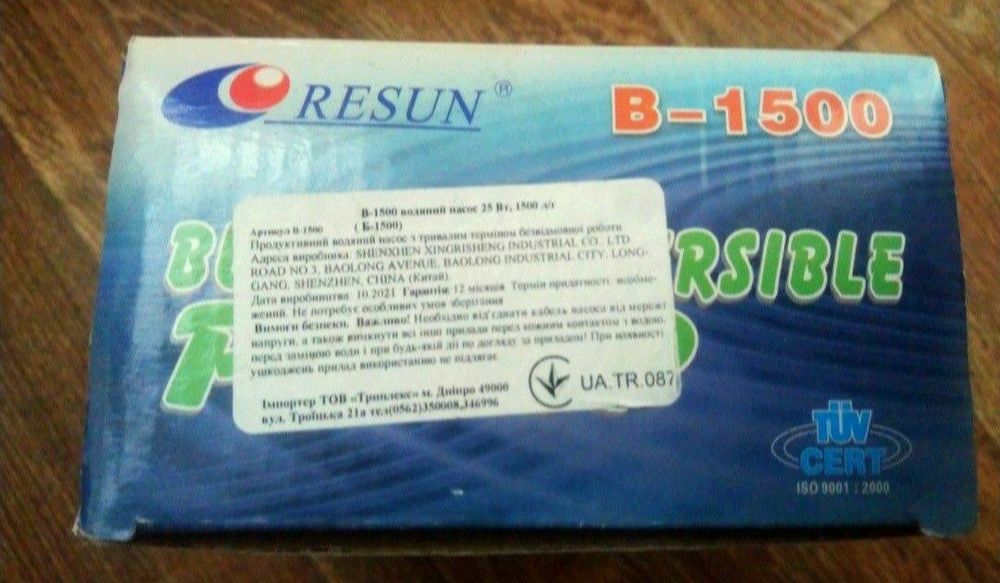 RESUN®
B-1500
B-1500 водяний насос 25 Вт, 1500 л/г
Артикул B-1500 ( Б-1500)
Продуктивний водяний насос з тривалим терміном безвідмовної роботи
Адреса виробника: SHENXHEN XINGRISHENG INDUSTRIAL CO., LTD
ROAD NO 3, BAOLONG AVENUE, BAOLONG INDUSTRIAL CITY, LONG-
GANG, SHENZHEN, CHINA (Китай)
Дата виробництва: 10.2021 Гарантія: 12 місяців Термін придатності: необме-
жений. Не потребує особливих умов зберігання
Вимоги безпеки. Важливо! Необхідно від'єднати кабель насоса від мережі
напруги, а також вимкнути всі інші прилади перед кожним контактом з водою
перед заміною води і при будь-якій дії по догляду за приладом! При наявності
ушкоджень прилад використанню не підлягає
UA.TR.087
Імпортер ТОВ «Триплекс» м. Дніпро 49000
вул. Троїцька 21а тел(0562)350008,346996
RSIBLE
TÜV
CERT
ISO 9001 : 2000